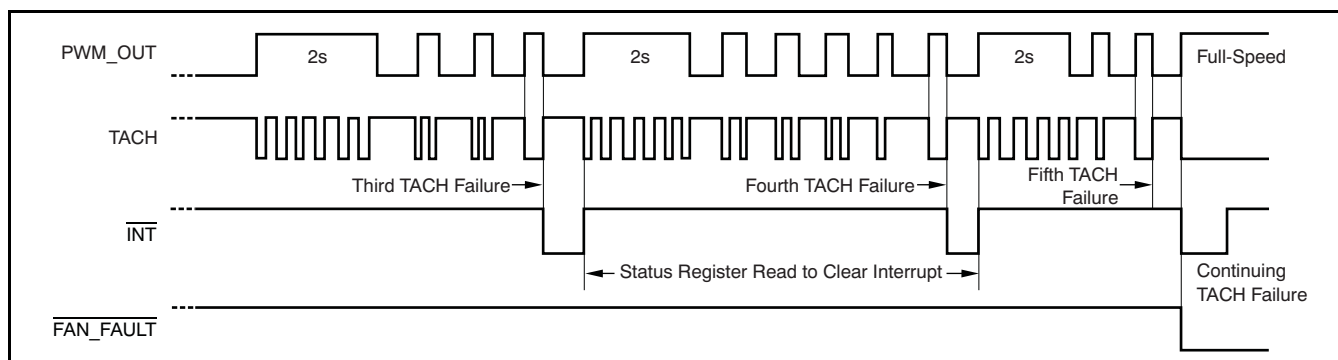 PWM_OUT
2s
2s
2s
Full-Speed
TACH
Third TACH Failure
Fourth TACH Failure
Fifth TACH
Failure
INT
Status Register Read to Clear Interrupt
Continuing
TACH Failure
FAN_FAULT